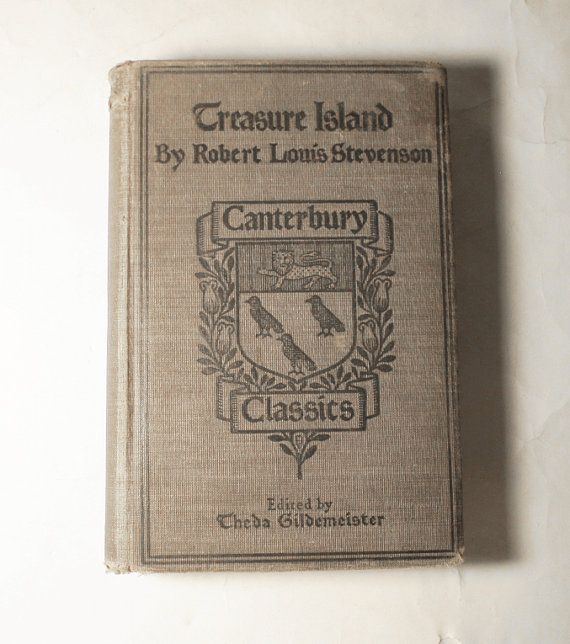 Treasure Island
By Robert Louis Stevenson
Canterbury
Classics
Edited by
Theda Gildemeister